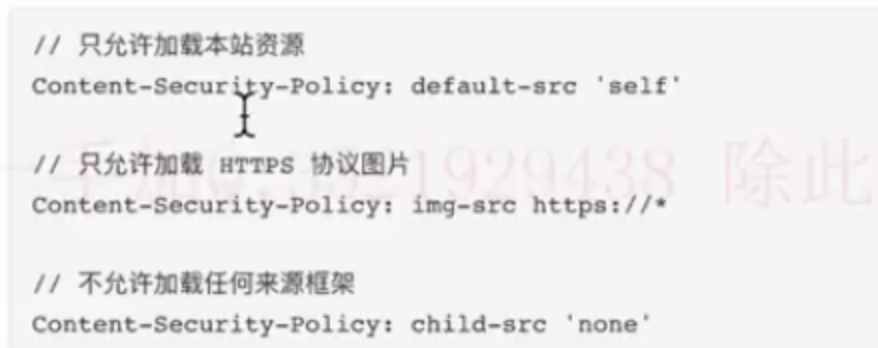 // 只允许加载本站资源
Content-Security-Policy: default-src 'self'
// 只允许加载 HTTPS 协议图片
Content-Security-Policy: img-src https://*
// 不允许加载任何来源框架
Content-Security-Policy: child-src 'none'
1929438 除此